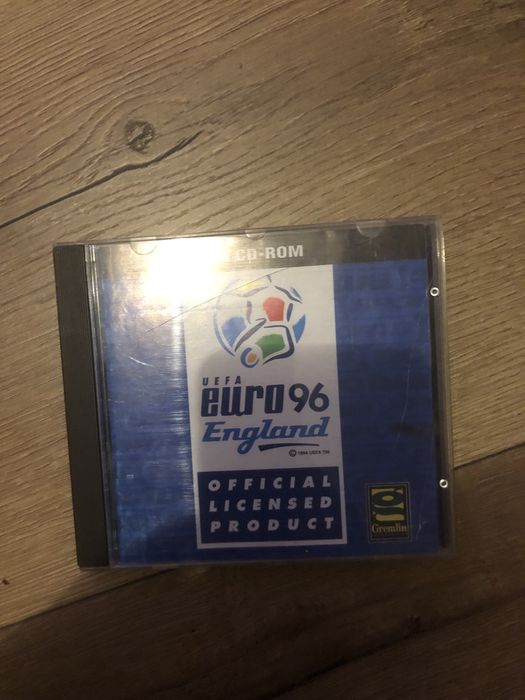 CD-ROM
UEFA
euro96
England
© 1994 UEFA TM
OFFICIAL
LICENSED
PRODUCT
Gremlin